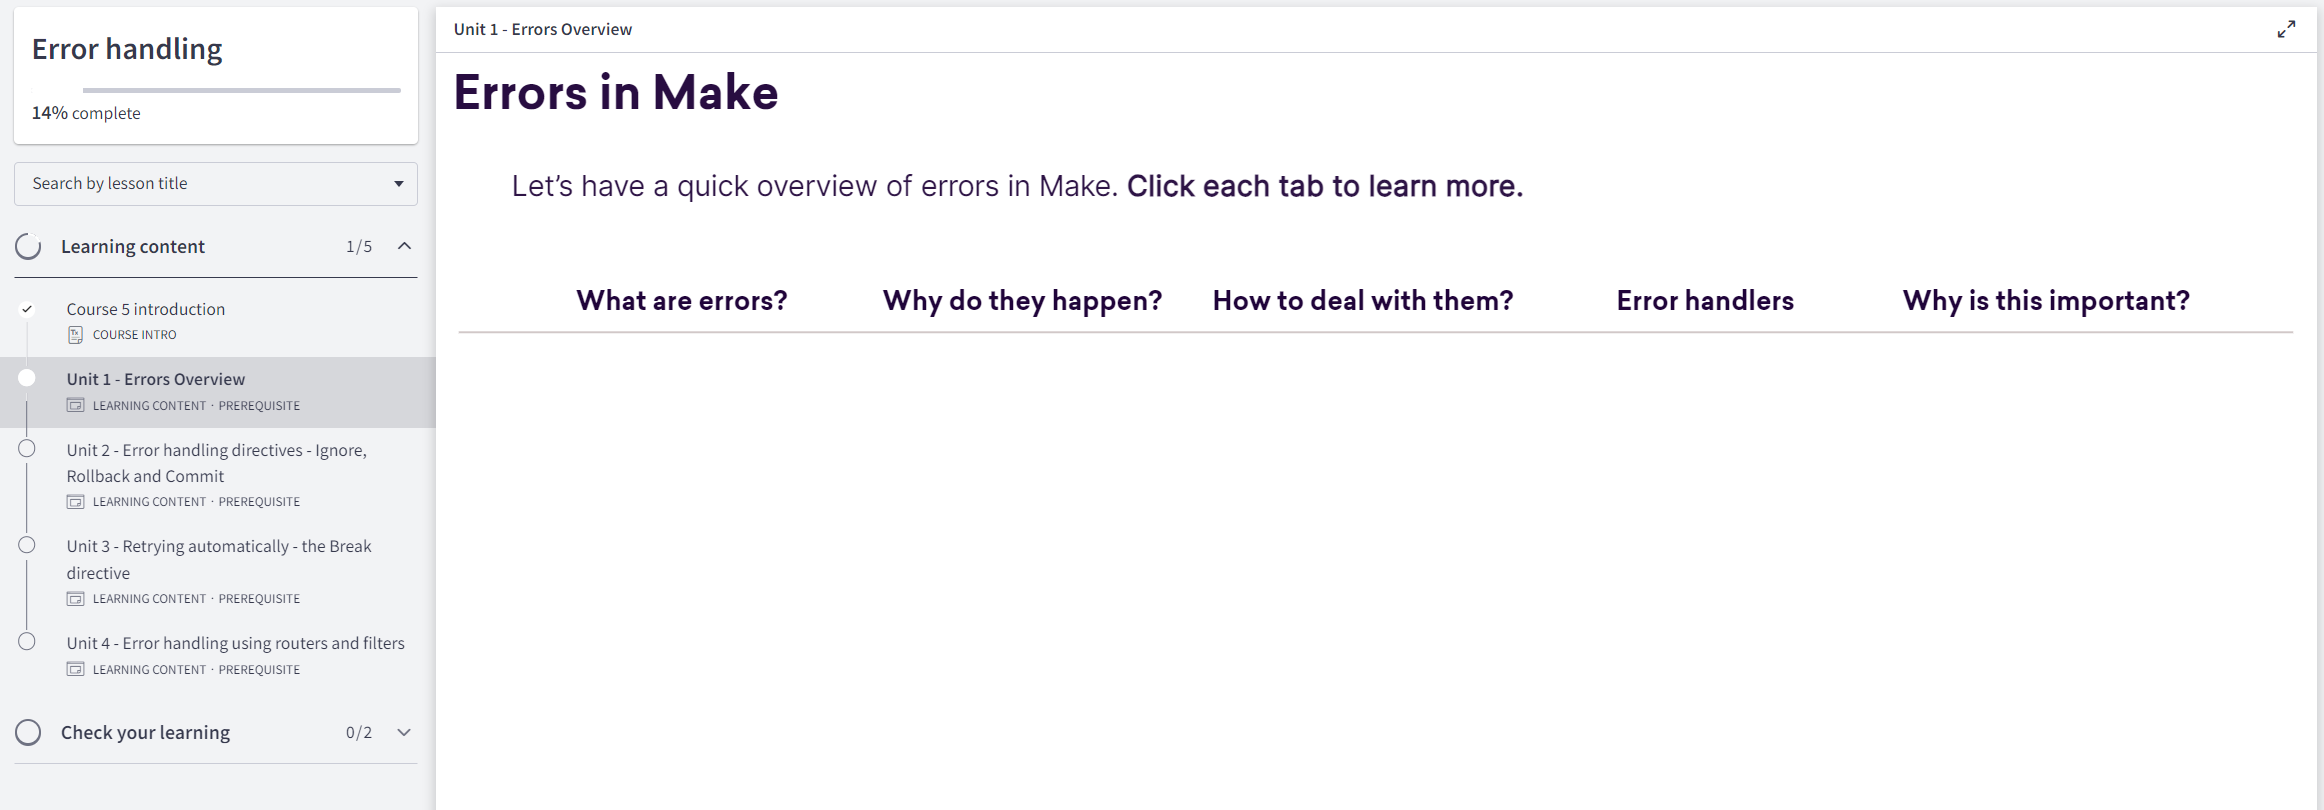 Error handling
14% complete
Search by lesson title
Learning content 1/5
Course 5 introduction
COURSE INTRO
Unit 1 - Errors Overview
LEARNING CONTENT · PREREQUISITE
Unit 2 - Error handling directives - Ignore,
Rollback and Commit
LEARNING CONTENT · PREREQUISITE
Unit 3 - Retrying automatically - the Break
directive
LEARNING CONTENT · PREREQUISITE
Unit 4 - Error handling using routers and filters
LEARNING CONTENT · PREREQUISITE
Check your learning 0/2
Unit 1 - Errors Overview
Errors in Make
Let’s have a quick overview of errors in Make. Click each tab to learn more.
What are errors? Why do they happen? How to deal with them? Error handlers Why is this important?